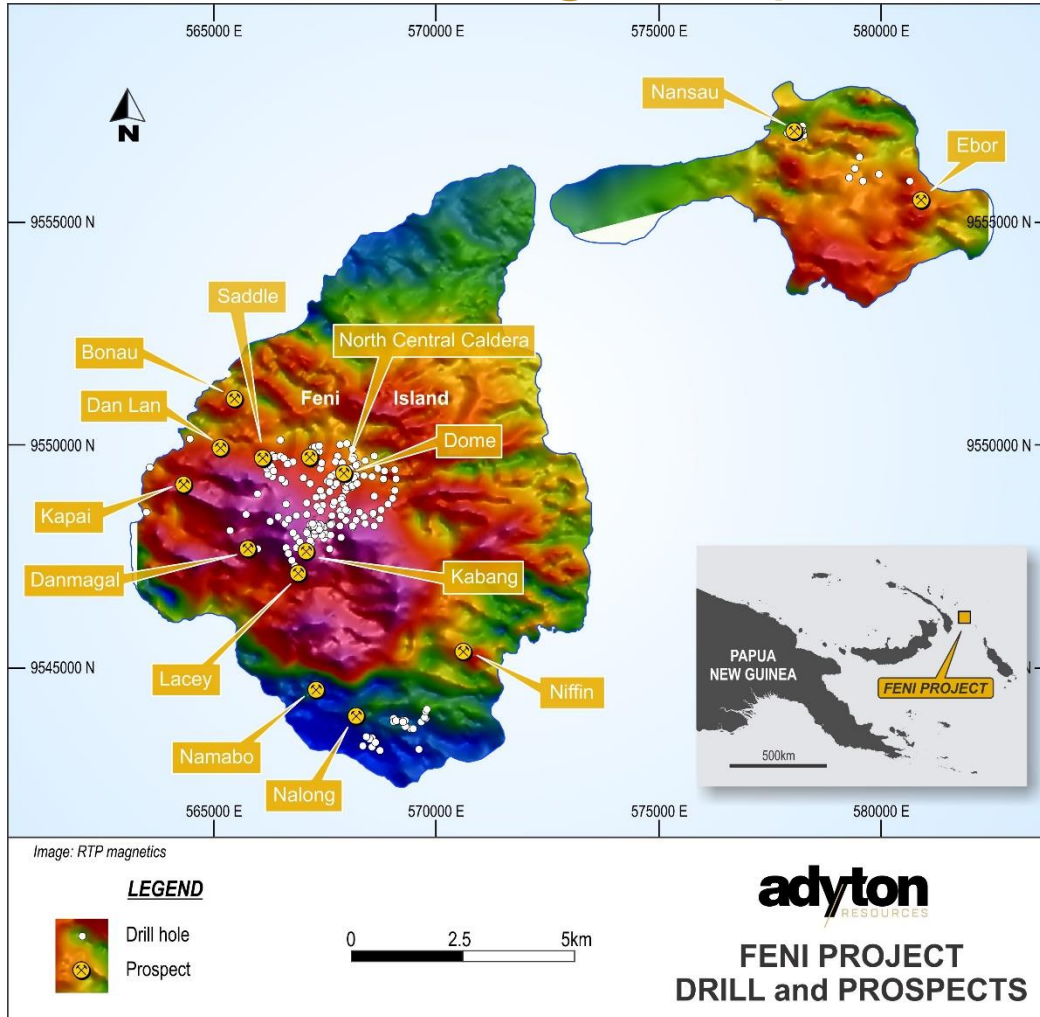 565000 E
570000 E
575000 E
580000 E
N
Nansau
Ebor
9555000 N
9555000 N
Saddle
North Central Caldera
Bonau
Feni Island
Dan Lan
9550000 N
9550000 N
Dome
Kapai
Danmagal
Kabang
Lacey
Niffin
9545000 N
9545000 N
Namabo
Nalong
PAPUA
NEW GUINEA
FENI PROJECT
500km
565000 E
570000 E
575000 E
580000 E
Image: RTP magnetics
LEGEND
Drill hole
Prospect
0 2.5 5km
adyton
RESOURCES
FENI PROJECT
DRILL and PROSPECTS